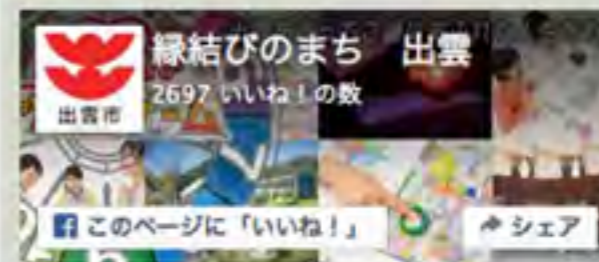 縁結びのまち　出雲
2697 いいね！の数
出雲市
このページに「いいね！」
シェア